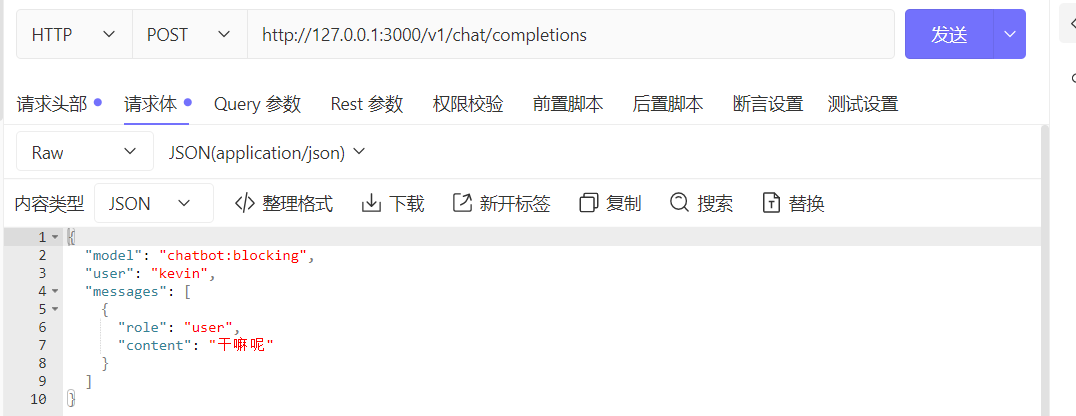 HTTP POST http://127.0.0.1:3000/v1/chat/completions 发送
请求头部 请求体 Query 参数 Rest 参数 权限校验 前置脚本 后置脚本 断言设置 测试设置
Raw JSON(application/json)
内容类型 JSON 整理格式 下载 新开标签 复制 搜索 替换
1 {
2 "model": "chatbot:blocking",
3 "user": "kevin",
4 "messages": [
5 {
6 "role": "user",
7 "content": "干嘛呢"
8 }
9 ]
10 }